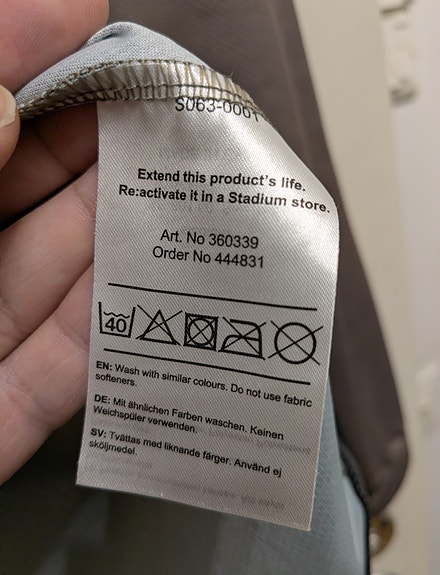 S063-0001
Extend this product's life.
Re:activate it in a Stadium store.
Art. No 360339
Order No 444831
40
EN: Wash with similar colours. Do not use fabric
softeners.
DE: Mit ähnlichen Farben waschen. Keinen
Weichspüler verwenden.
SV: Tvättas med liknande färger. Använd ej
sköljmedel.